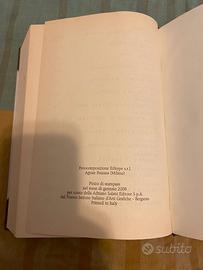 Fotocomposizione Editype s.r.l.
Agrate Brianza (Milano)
Finito di stampare
nel mese di gennaio 2006
per conto della Adriano Salani Editore S.p.A.
dal Nuovo Istituto Italiano d'Arti Grafiche - Bergamo
Printed in Italy
subito